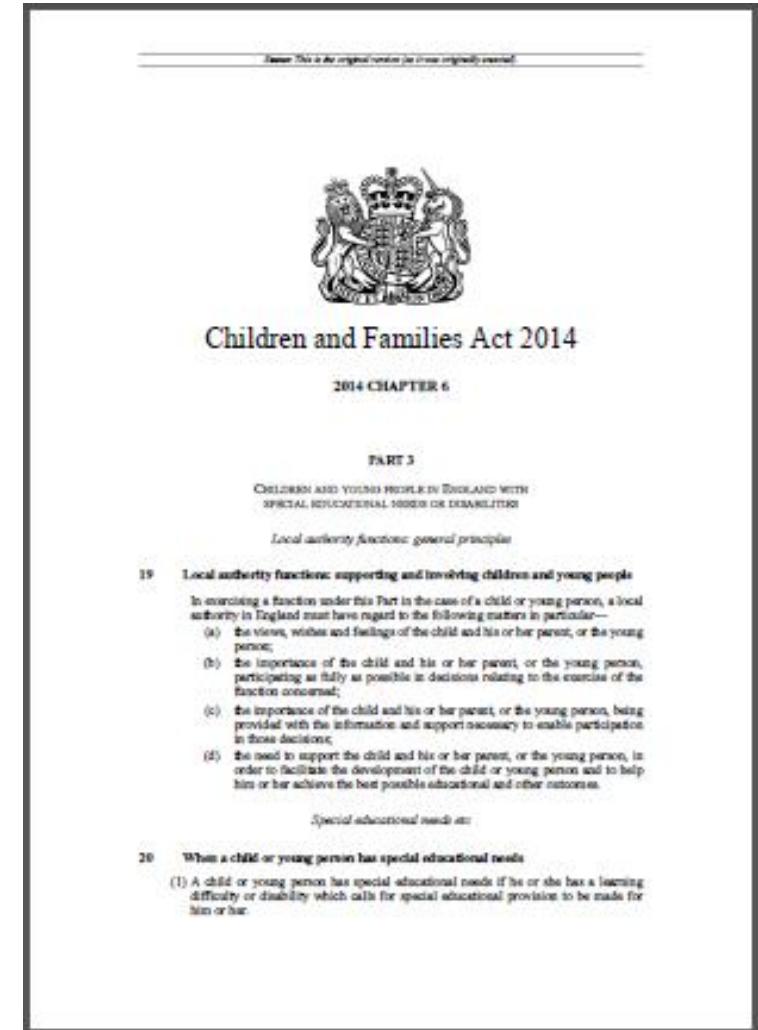 Status: This is the original version (as it was originally enacted).
Children and Families Act 2014
2014 CHAPTER 6
PART 3
CHILDREN AND YOUNG PEOPLE IN ENGLAND WITH
SPECIAL EDUCATIONAL NEEDS OR DISABILITIES
Local authority functions: general principles
19 Local authority functions: supporting and involving children and young people
In exercising a function under this Part in the case of a child or young person, a local
authority in England must have regard to the following matters in particular—
(a) the views, wishes and feelings of the child and his or her parent, or the young
person;
(b) the importance of the child and his or her parent, or the young person,
participating as fully as possible in decisions relating to the exercise of the
function concerned;
(c) the importance of the child and his or her parent, or the young person, being
provided with the information and support necessary to enable participation
in those decisions;
(d) the need to support the child and his or her parent, or the young person, in
order to facilitate the development of the child or young person and to help
him or her achieve the best possible educational and other outcomes.
Special educational needs etc
20 When a child or young person has special educational needs
(1) A child or young person has special educational needs if he or she has a learning
difficulty or disability which calls for special educational provision to be made for
him or her.